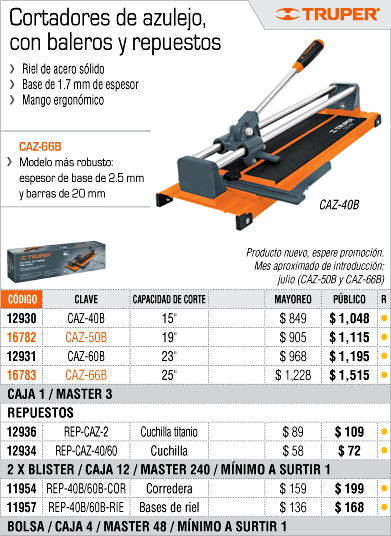 Cortadores de azulejo,
con baleros y repuestos
TRUPER®
Riel de acero sólido
Base de 1.7 mm de espesor
Mango ergonómico
CAZ-66B
Modelo más robusto:
espesor de base de 2.5 mm
y barras de 20 mm
TRUPER
CAZ-40B
TRUPER
Producto nuevo, espere promoción.
Mes aproximado de introducción:
julio (CAZ-50B y CAZ-66B)
CÓDIGO CLAVE CAPACIDAD DE CORTE MAYOREO PÚBLICO R
12930 CAZ-40B 15" $ 849 $ 1,048
16782 CAZ-50B 19" $ 905 $ 1,115
12931 CAZ-60B 23" $ 968 $ 1,195
16783 CAZ-66B 25" $ 1,228 $ 1,515
CAJA 1 / MASTER 3
REPUESTOS
12936 REP-CAZ-2 Cuchilla titanio $ 89 $ 109
12934 REP-CAZ-40/60 Cuchilla $ 58 $ 72
2 X BLISTER / CAJA 12 / MASTER 240 / MÍNIMO A SURTIR 1
11954 REP-40B/60B-COR Corredera $ 159 $ 199
11957 REP-40B/60B-RIE Bases de riel $ 136 $ 168
BOLSA / CAJA 4 / MASTER 48 / MÍNIMO A SURTIR 1